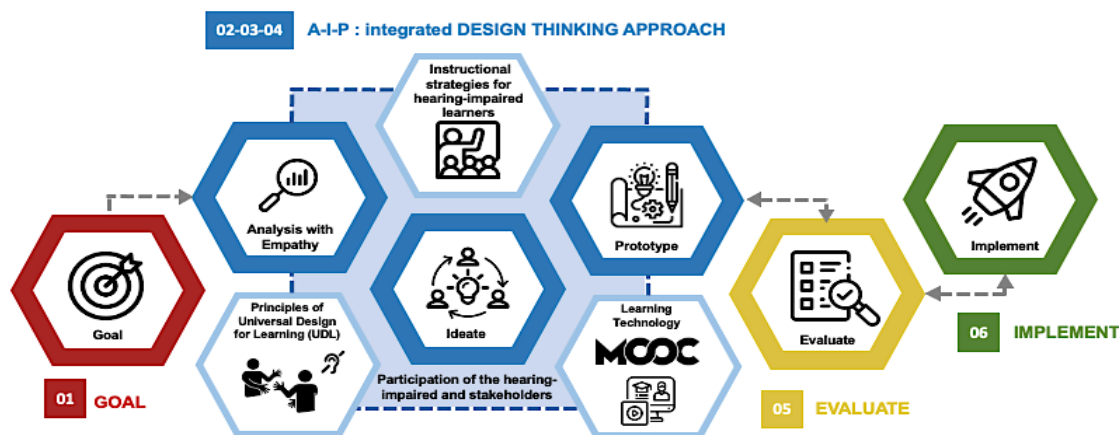 02-03-04 A-I-P : integrated DESIGN THINKING APPROACH
Instructional
strategies for
hearing-impaired
learners
Analysis with
Empathy
Prototype
Implement
Goal
Principles of
Universal Design
for Learning (UDL)
Ideate
Learning
Technology
MOOC
Evaluate
Participation of the hearing-
impaired and stakeholders
01 GOAL
05 EVALUATE
06 IMPLEMENT